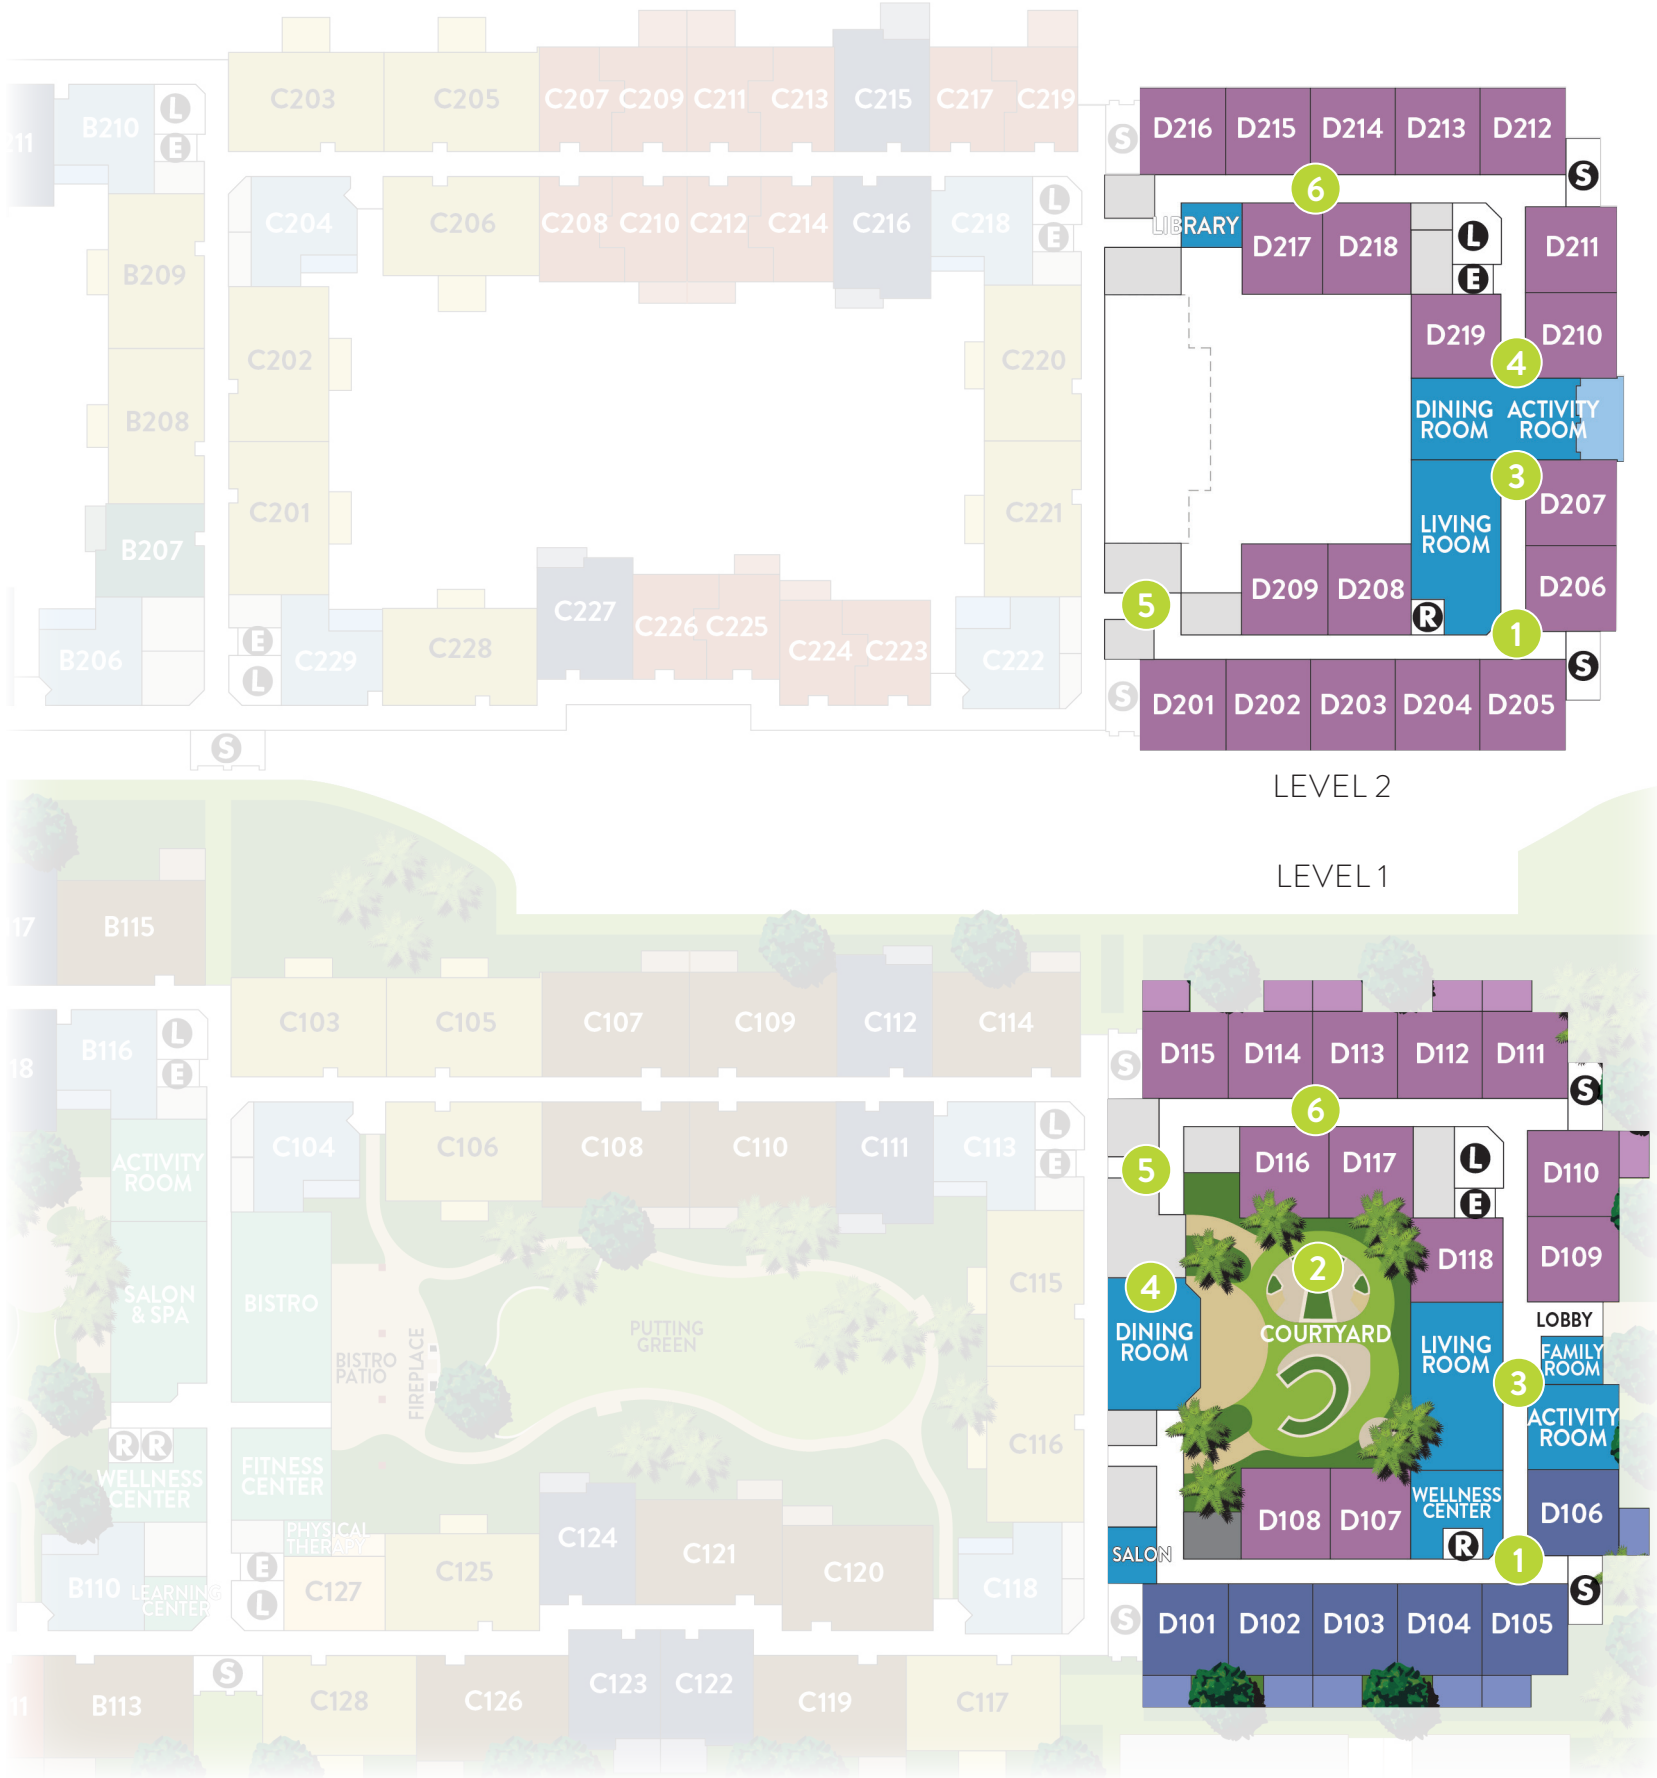 C203 C205 C207 C209 C211 C213 C215 C217 C219
211 B210 L E
S D216 D215 D214 D213 D212
6 S
C204 C206 C208 C210 C212 C214 C216 C218 L E
LIBRARY D217 D218 L E D211
B209
C202 C220
D219 4 D210
B208
DINING
ROOM
ACTIVITY
ROOM
C201 C221
3 D207
LIVING
ROOM
B207
5 D209 D208 R D206
1
C227 C226 C225 C224 C223
B206 E L C229 C228 C222
S
S D201 D202 D203 D204 D205
S
LEVEL 2
LEVEL 1
17 B115
C103 C105 C107 C109 C112 C114
18 B116 L E
S D115 D114 D113 D112 D111
6 S
C104 C106 C108 C110 C111 C113 L E
5 D116 D117 L E D110
ACTIVITY
ROOM
D118 D109
2
4
SALON
& SPA
BISTRO
C115
LOBBY
PUTTING
GREEN
DINING
ROOM
COURTYARD
LIVING
ROOM
FAMILY
ROOM
BISTRO
PATIO
FIREPLACE
3
ACTIVITY
ROOM
R R
WELLNESS
CENTER
FITNESS
CENTER
C116
WELLNESS
CENTER
R
D108 D107 D106
C124 C121 C120
PHYSICAL
THERAPY
SALON
1
B110
LEARNING
CENTER
E L C127 C125 C118
S
S D101 D102 D103 D104 D105
11 B113 S C128 C126 C123 C122 C119 C117